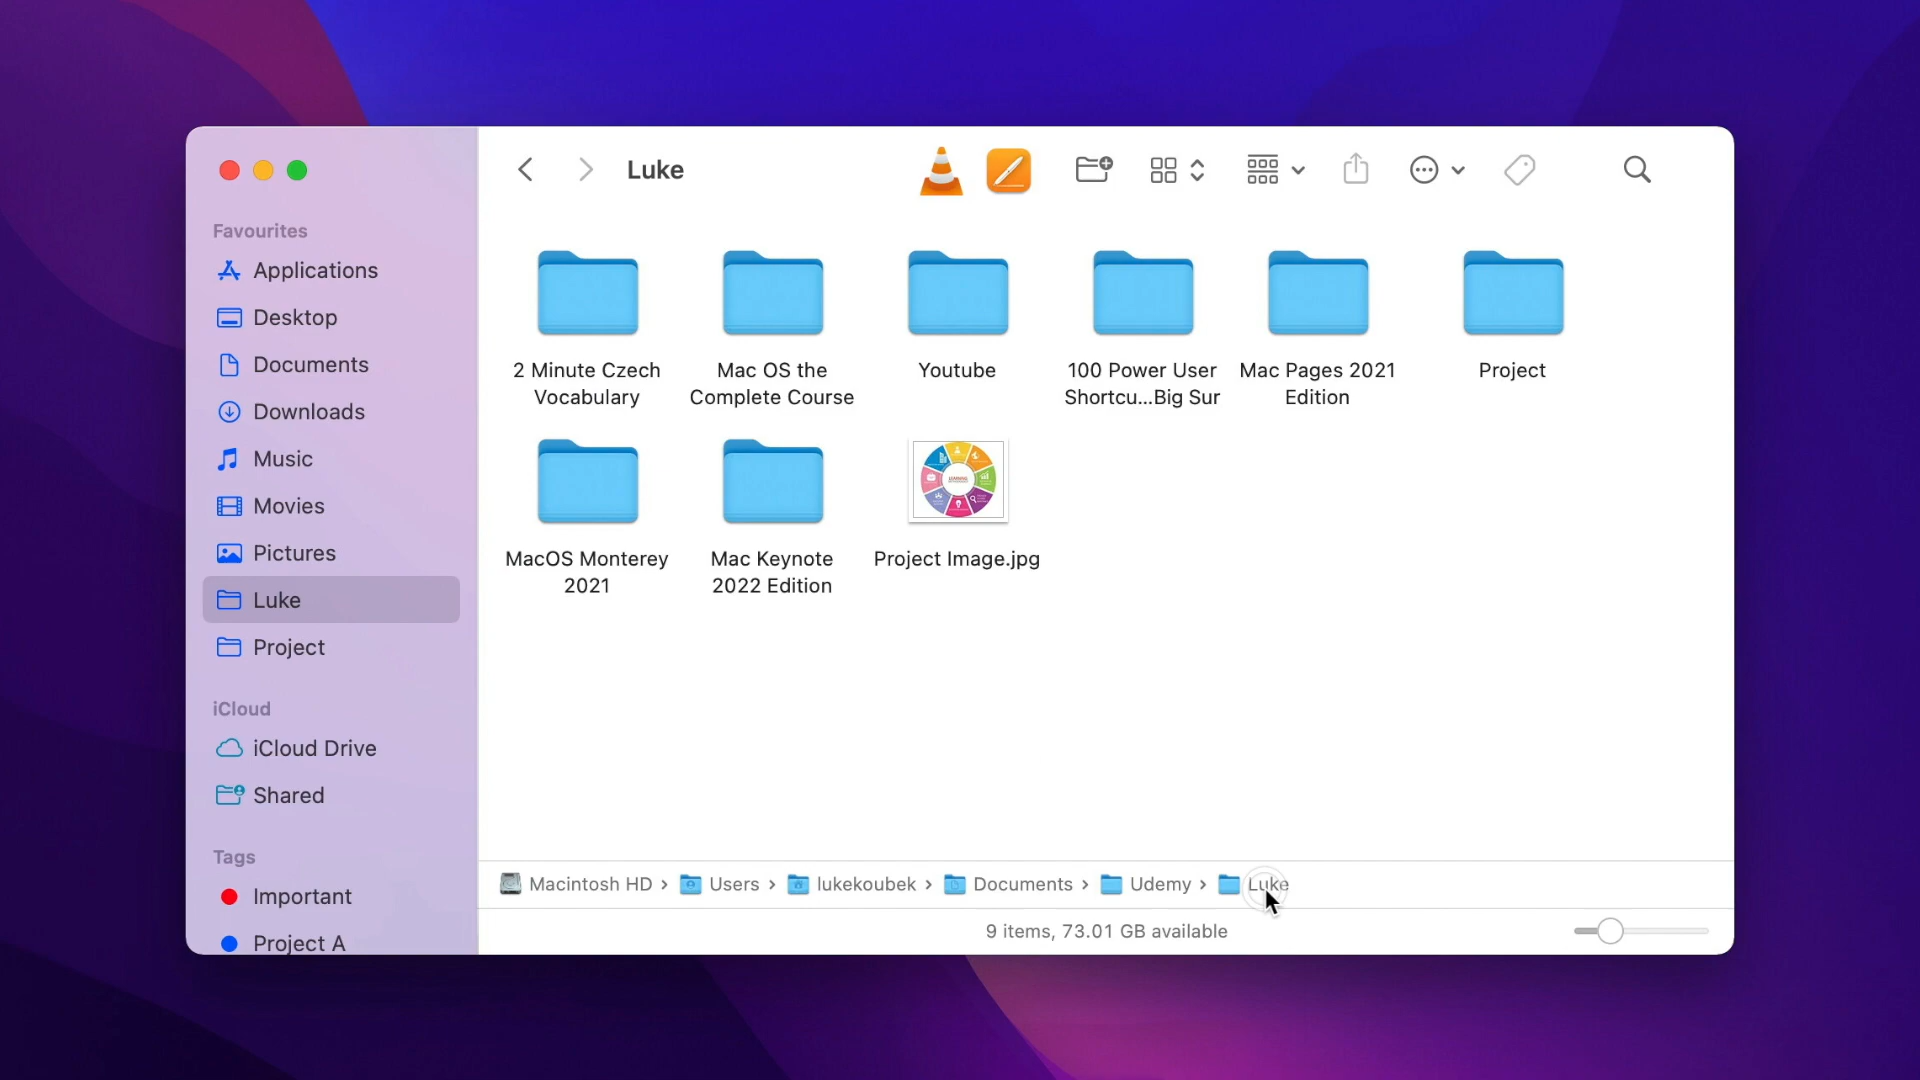 Luke
Favourites
Applications
Desktop
Documents
Downloads
Music
Movies
Pictures
Luke
Project
iCloud
iCloud Drive
Shared
Tags
Important
Project A
2 Minute Czech
Vocabulary
Mac OS the
Complete Course
Youtube
100 Power User
Shortcu...Big Sur
Mac Pages 2021
Edition
Project
MacOS Monterey
2021
Mac Keynote
2022 Edition
Project Image.jpg
Macintosh HD › Users › lukekoubek › Documents › Udemy › Luke
9 items, 73.01 GB available